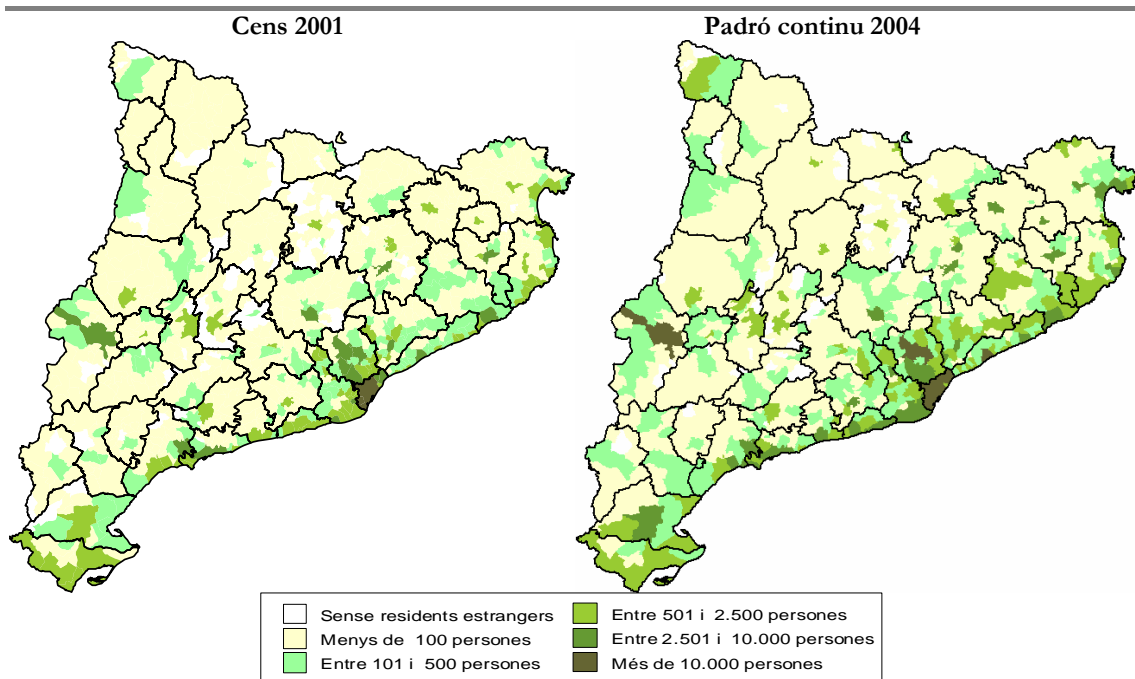 Cens 2001
Padró continu 2004
Sense residents estrangers
Menys de 100 persones
Entre 101 i 500 persones
Entre 501 i 2.500 persones
Entre 2.501 i 10.000 persones
Més de 10.000 persones